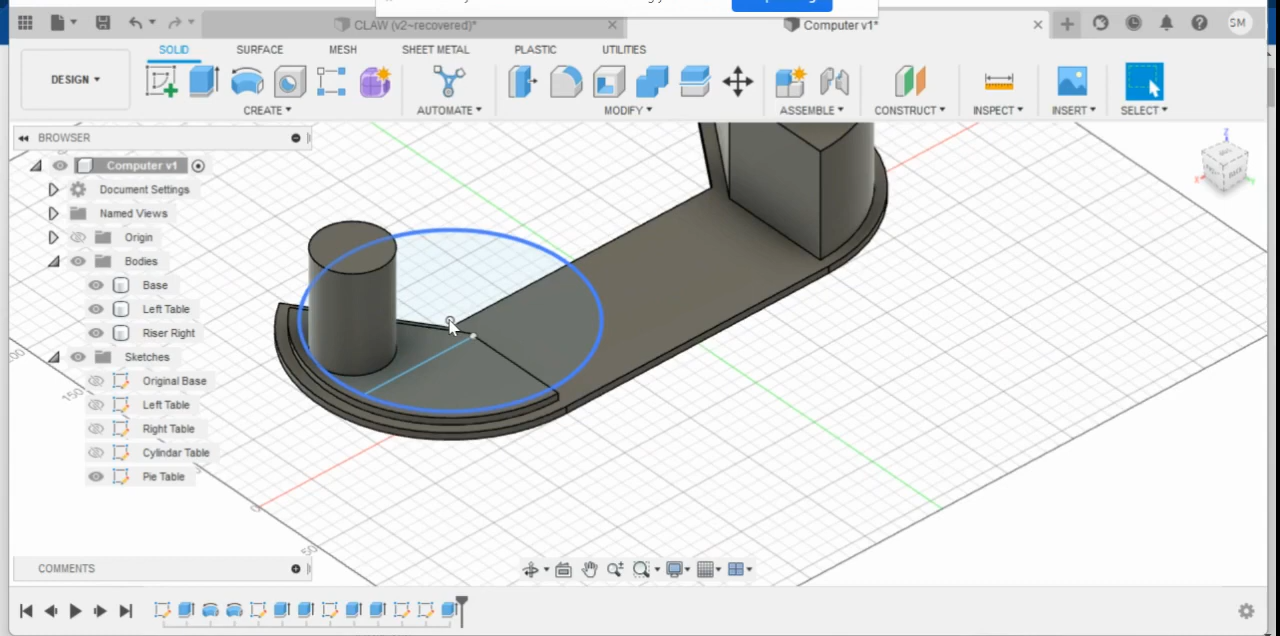 CLAW (v2~recovered)*
Computer v1*
SM
DESIGN
SOLID
SURFACE
MESH
SHEET METAL
PLASTIC
UTILITIES
CREATE
AUTOMATE
MODIFY
ASSEMBLE
CONSTRUCT
INSPECT
INSERT
SELECT
BROWSER
Computer v1
Document Settings
Named Views
Origin
Bodies
Base
Left Table
Riser Right
Sketches
Original Base
Left Table
Right Table
Cylindar Table
Pie Table
150
50
Z
X
COMMENTS